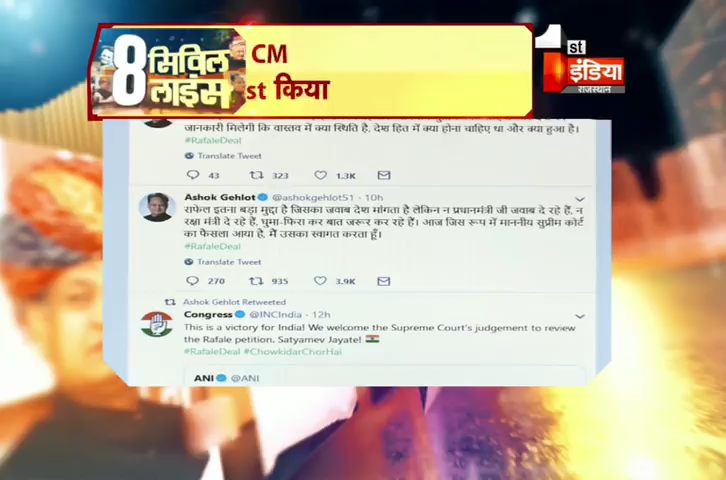 8 सिविल लाइंस
CM
st किया
1st
इंडिया
राजस्थान
जानकारी मिलेगी कि वास्तव में क्या स्थिति है, देश हित में क्या होना चाहिए था और क्या हुआ है।
#RafaleDeal
Translate Tweet
43 323 1.3K
Ashok Gehlot @ashokgehlot51 · 10h
राफेल इतना बड़ा मुद्दा है जिसका जवाब देश मांगता है लेकिन न प्रधानमंत्री जी जवाब दे रहे हैं, न
रक्षा मंत्री दे रहे हैं, घुमा-फिरा कर बात जरूर कर रहे हैं। आज जिस रूप में माननीय सुप्रीम कोर्ट
का फैसला आया है, मैं उसका स्वागत करता हूँ।
#RafaleDeal
Translate Tweet
270 935 3.9K
Ashok Gehlot Retweeted
Congress @INCIndia · 12h
This is a victory for India! We welcome the Supreme Court's judgement to review
the Rafale petition. Satyamev Jayate! 🇮🇳
#RafaleDeal #ChowkidarChorHai
ANI @ANI